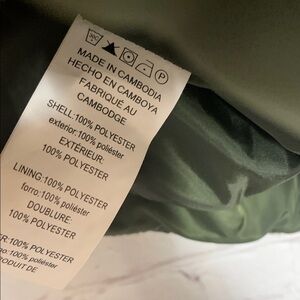 MADE IN CAMBODIA
HECHO EN CAMBOYA
FABRIQUÉ AU
CAMBODGE
SHELL:100% POLYESTER
exterior:100% poliéster
EXTÉRIEUR:
100% POLYESTER
LINING:100% POLYESTER
forro:100% poliéster
DOUBLURE:
100% POLYESTER
R:100% POLYESTER
:100% poliéster
ODUIT DE